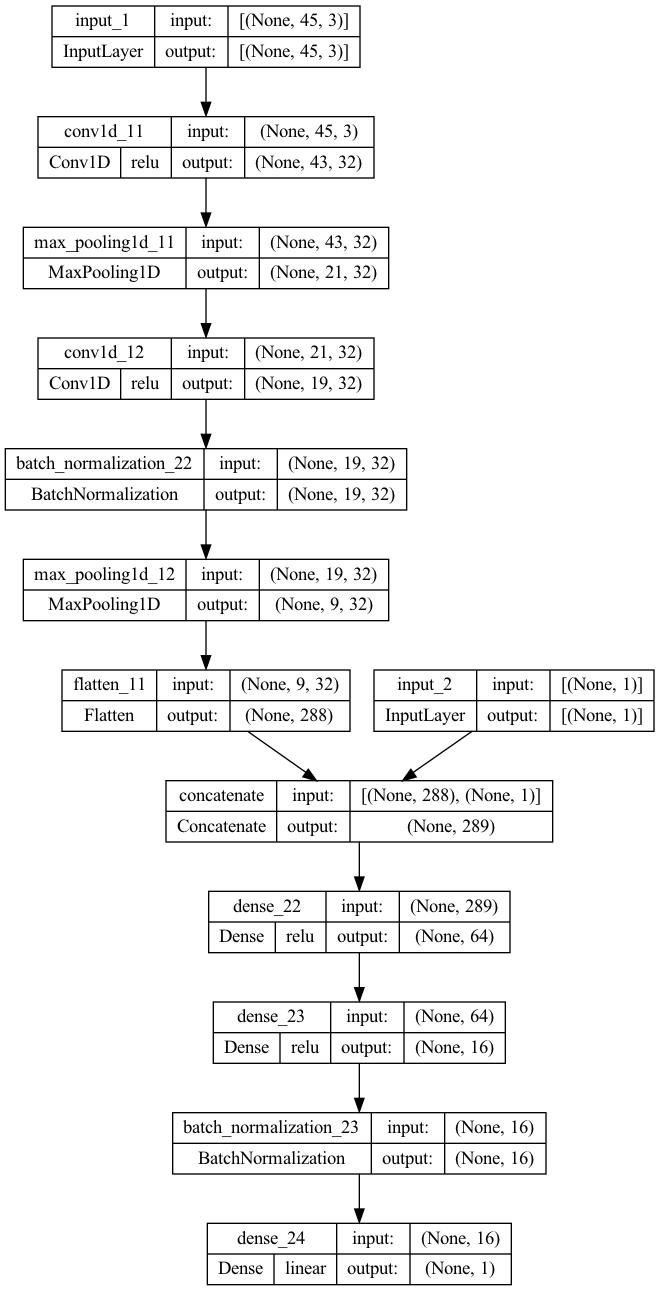 input_1 input: [(None, 45, 3)]
InputLayer output: [(None, 45, 3)]
conv1d_11 input: (None, 45, 3)
Conv1D relu output: (None, 43, 32)
max_pooling1d_11 input: (None, 43, 32)
MaxPooling1D output: (None, 21, 32)
conv1d_12 input: (None, 21, 32)
Conv1D relu output: (None, 19, 32)
batch_normalization_22 input: (None, 19, 32)
BatchNormalization output: (None, 19, 32)
max_pooling1d_12 input: (None, 19, 32)
MaxPooling1D output: (None, 9, 32)
flatten_11 input: (None, 9, 32)
Flatten output: (None, 288)
input_2 input: [(None, 1)]
InputLayer output: [(None, 1)]
concatenate input: [(None, 288), (None, 1)]
Concatenate output: (None, 289)
dense_22 input: (None, 289)
Dense relu output: (None, 64)
dense_23 input: (None, 64)
Dense relu output: (None, 16)
batch_normalization_23 input: (None, 16)
BatchNormalization output: (None, 16)
dense_24 input: (None, 16)
Dense linear output: (None, 1)